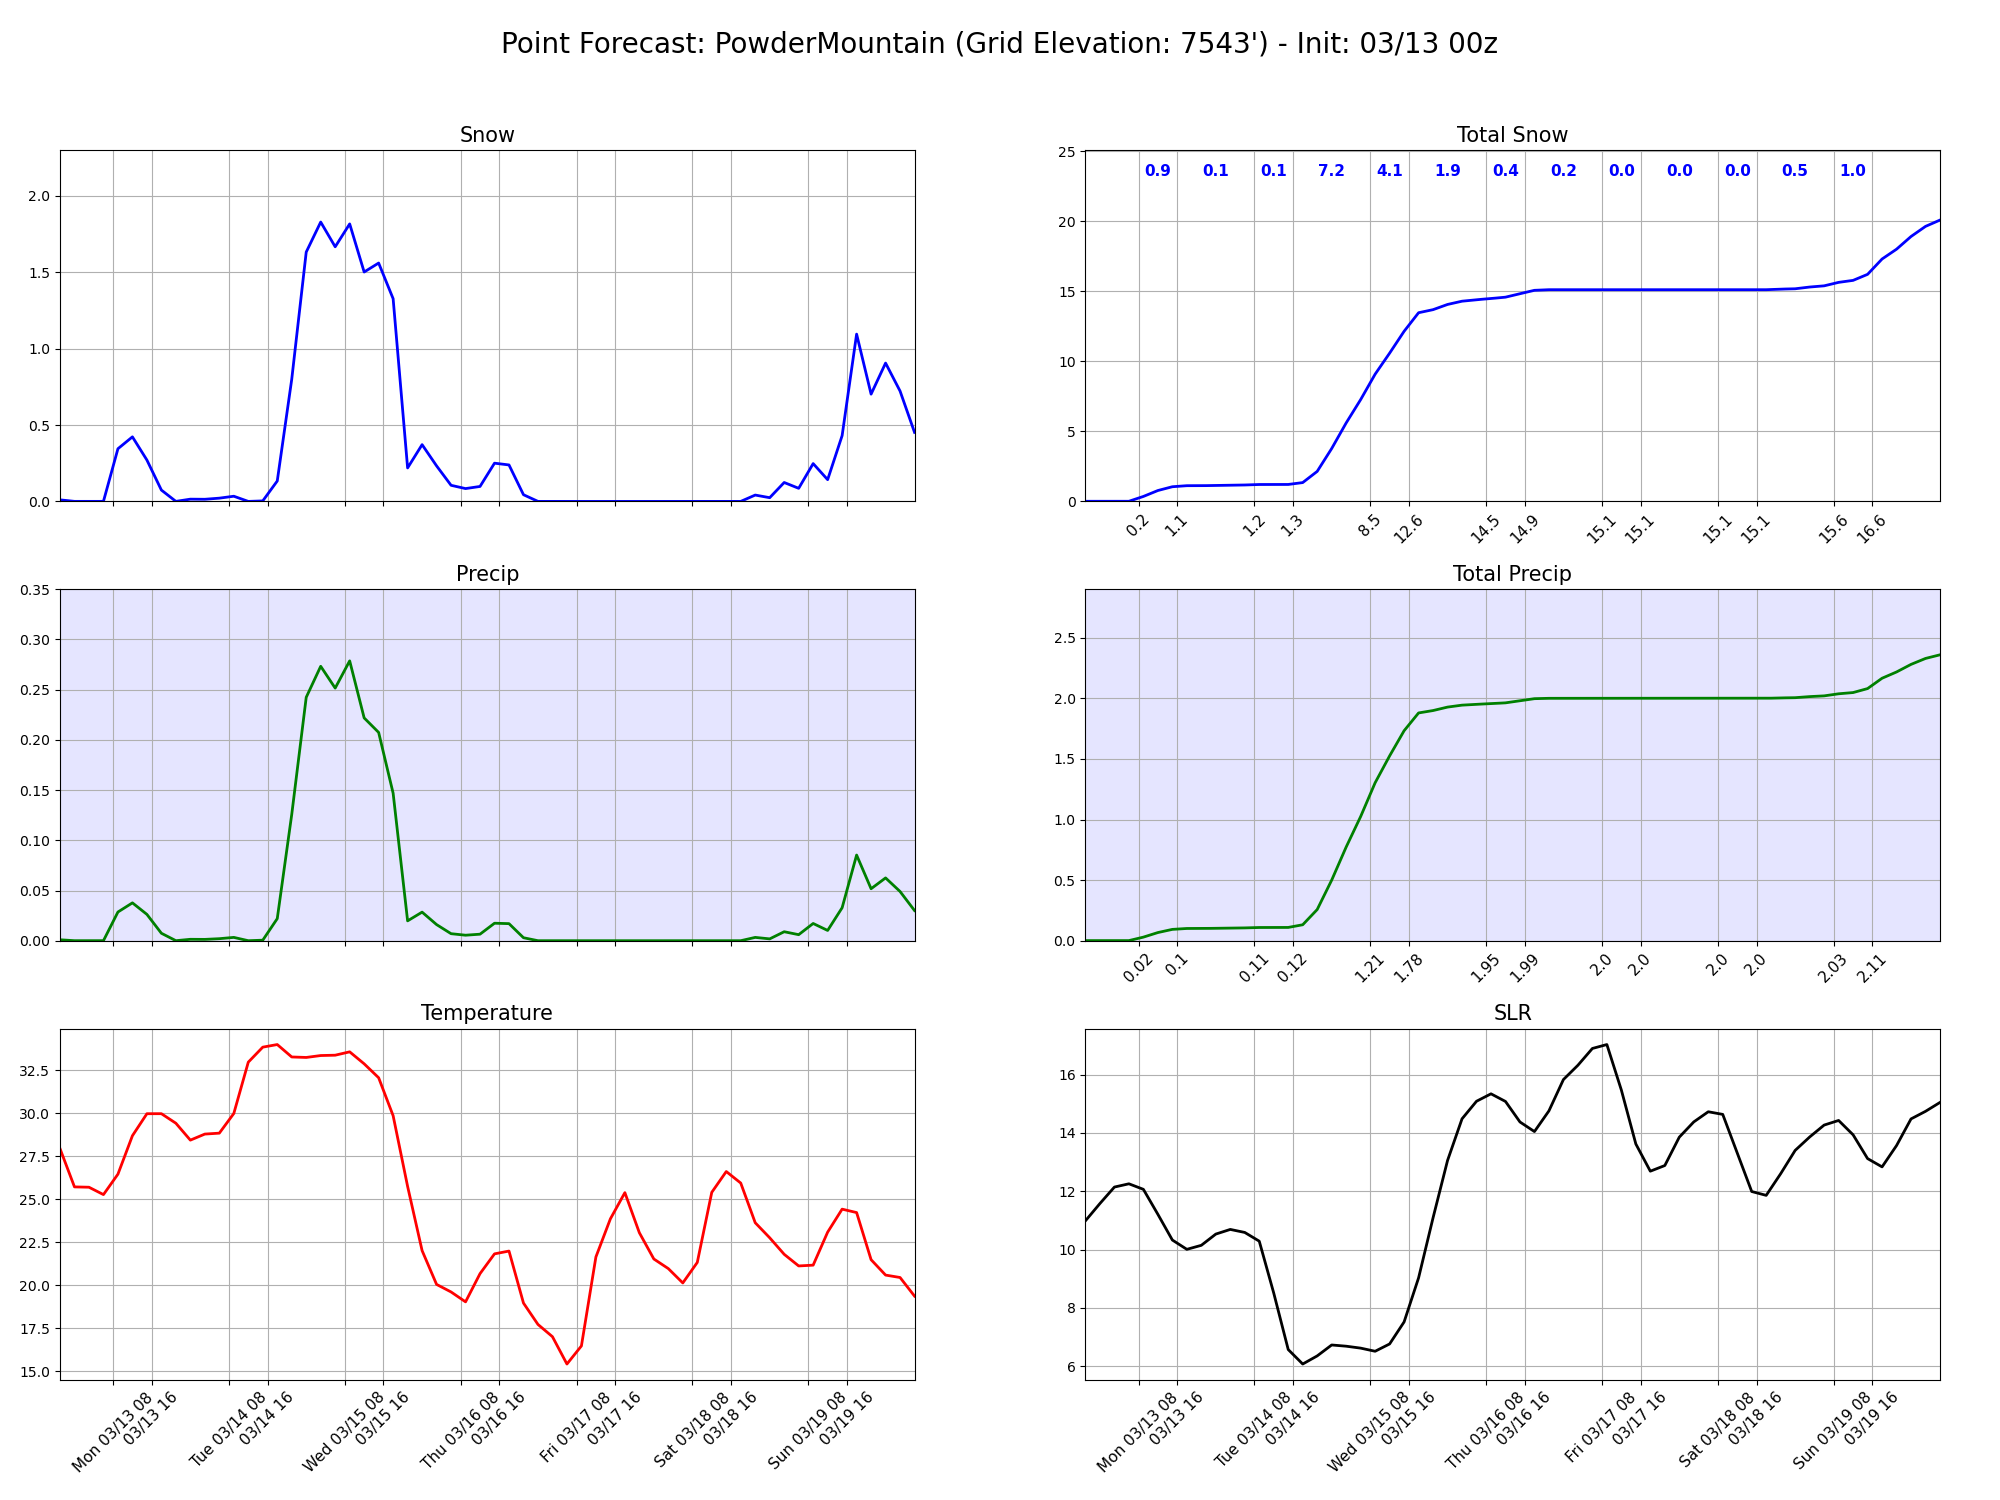 Point Forecast: PowderMountain (Grid Elevation: 7543') - Init: 03/13 00z
Snow
2.0
1.5
1.0
0.5
0.0
Total Snow
25
20
15
10
5
0
0.9 0.1 0.1 7.2 4.1 1.9 0.4 0.2 0.0 0.0 0.0 0.5 1.0
0.2 1.1 1.2 1.3 8.5 12.6 14.5 14.9 15.1 15.1 15.1 15.1 15.6 16.6
Precip
0.35
0.30
0.25
0.20
0.15
0.10
0.05
0.00
Total Precip
2.5
2.0
1.5
1.0
0.5
0.0
0.02 0.1 0.11 0.12 1.21 1.78 1.95 1.99 2.0 2.0 2.0 2.0 2.03 2.11
Temperature
32.5
30.0
27.5
25.0
22.5
20.0
17.5
15.0
Mon 03/13 08
03/13 16
Tue 03/14 08
03/14 16
Wed 03/15 08
03/15 16
Thu 03/16 08
03/16 16
Fri 03/17 08
03/17 16
Sat 03/18 08
03/18 16
Sun 03/19 08
03/19 16
SLR
16
14
12
10
8
6
Mon 03/13 08
03/13 16
Tue 03/14 08
03/14 16
Wed 03/15 08
03/15 16
Thu 03/16 08
03/16 16
Fri 03/17 08
03/17 16
Sat 03/18 08
03/18 16
Sun 03/19 08
03/19 16